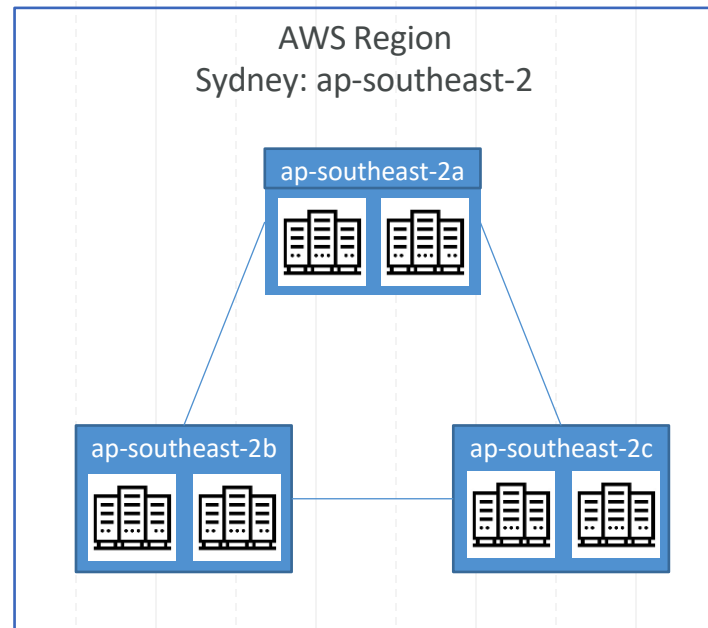 AWS Region
Sydney: ap-southeast-2
ap-southeast-2a
ap-southeast-2b
ap-southeast-2c